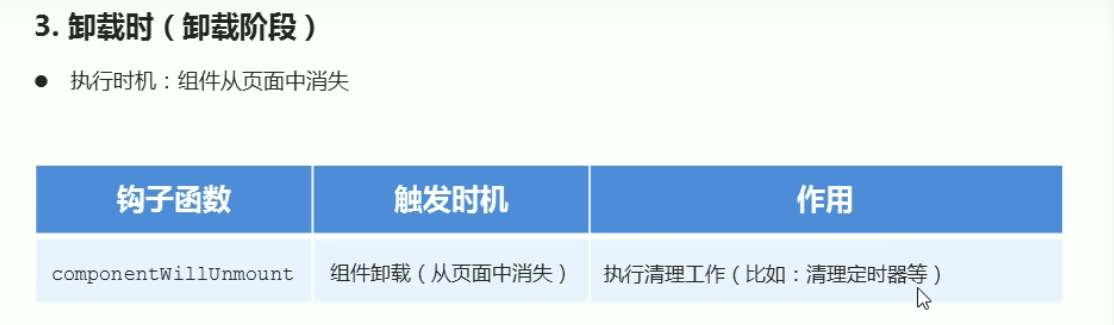 3. 卸载时（卸载阶段）
● 执行时机：组件从页面中消失
钩子函数 触发时机 作用
componentWillUnmount 组件卸载（从页面中消失） 执行清理工作（比如：清理定时器等）